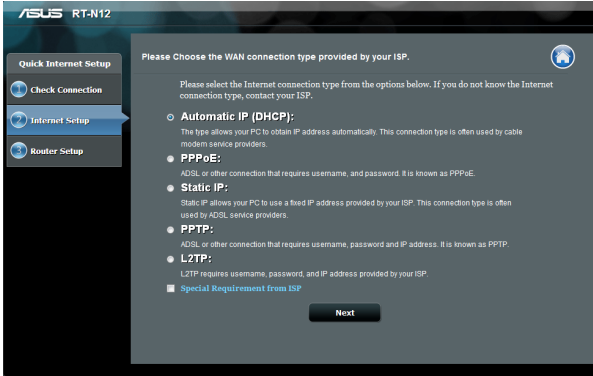 ASUS RT-N12
Quick Internet Setup
1 Check Connection
2 Internet Setup
3 Router Setup
Please Choose the WAN connection type provided by your ISP.
Please select the Internet connection type from the options below. If you do not know the Internet
connection type, contact your ISP.
Automatic IP (DHCP):
The type allows your PC to obtain IP address automatically. This connection type is often used by cable
modem service providers.
PPPoE:
ADSL or other connection that requires username, and password. It is known as PPPoE.
Static IP:
Static IP allows your PC to use a fixed IP address provided by your ISP. This connection type is often
used by ADSL service providers.
PPTP:
ADSL or other connection that requires username, password and IP address. It is known as PPTP.
L2TP:
L2TP requires username, password, and IP address provided by your ISP.
Special Requirement from ISP
Next